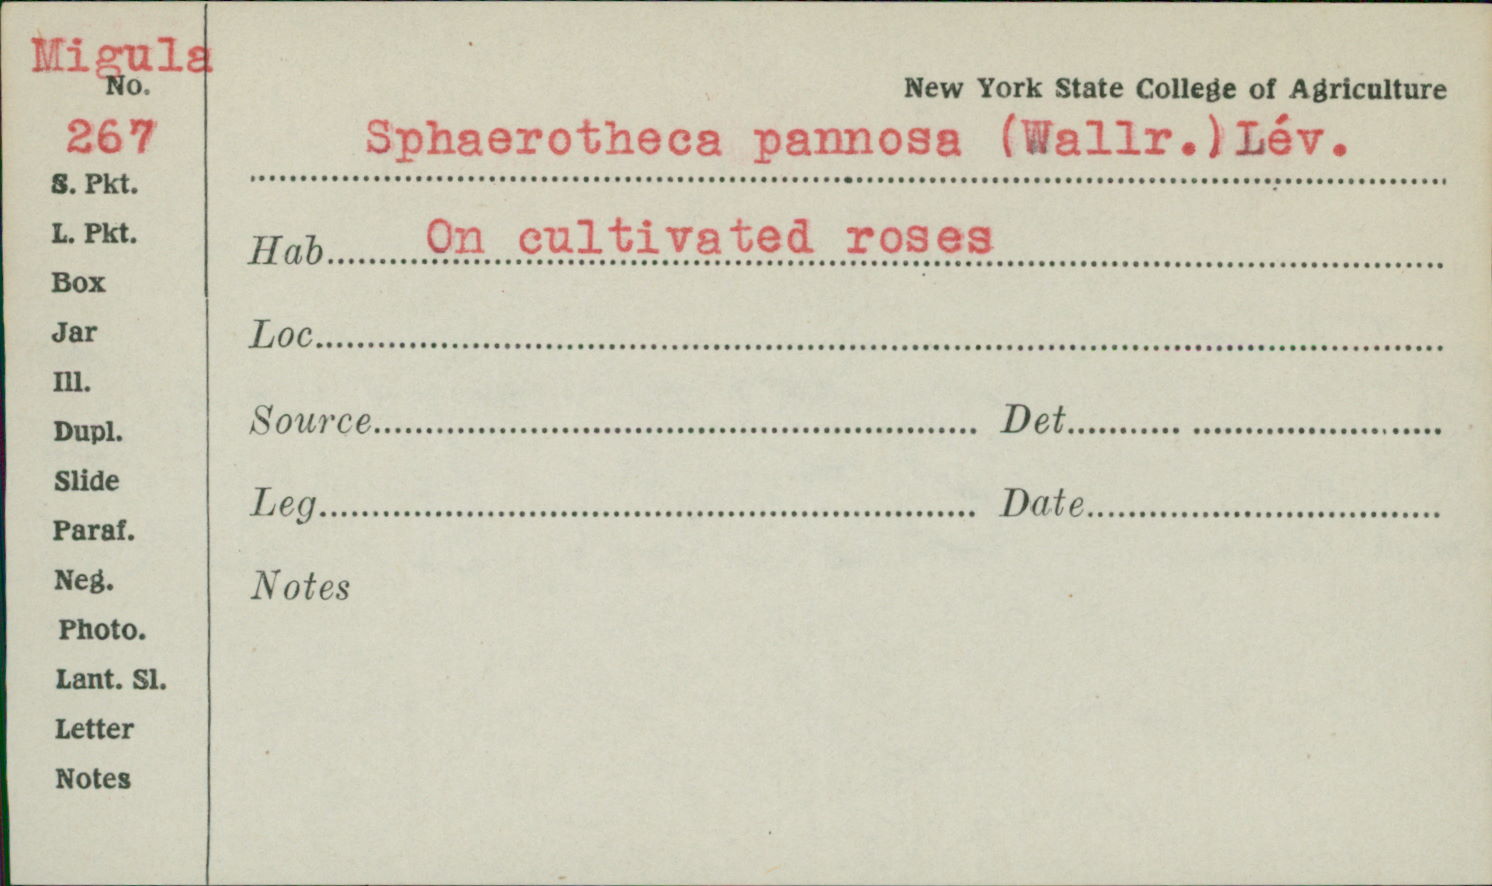 Migula
No.
267
S. Pkt.
L. Pkt.
Box
Jar
Ill.
Dupl.
Slide
Paraf.
Neg.
Photo.
Lant. Sl.
Letter
Notes
New York State College of Agriculture
Sphaerotheca pannosa (Wallr.)Lév.
Hab. On cultivated roses
Loc.
Source Det.
Leg. Date
Notes